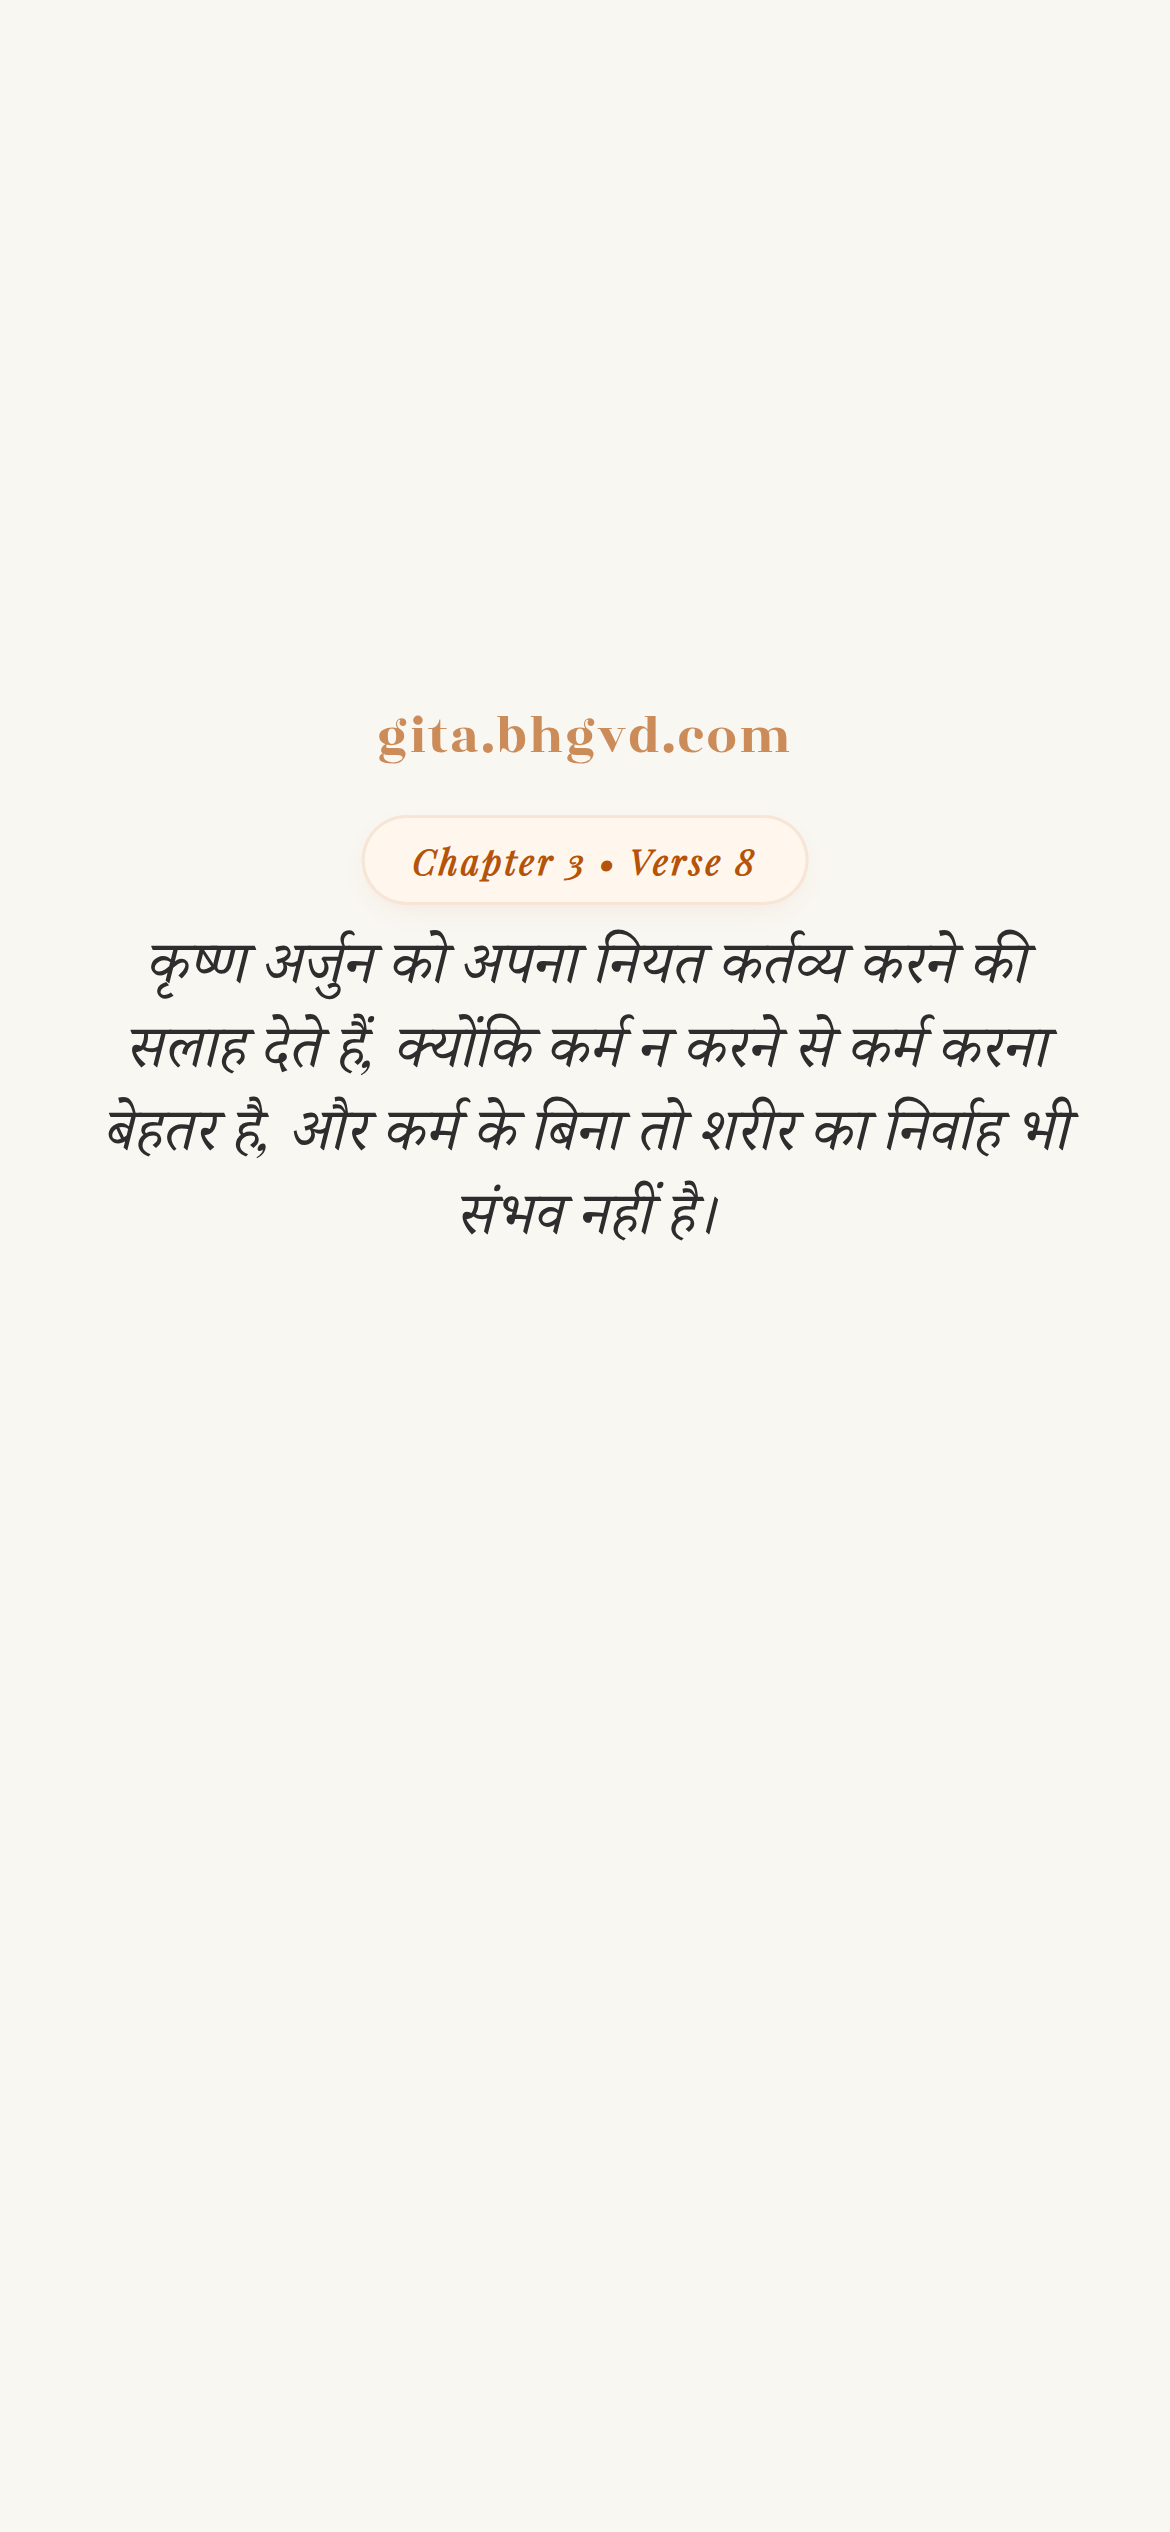 gita.bhgvd.com
Chapter 3 • Verse 8
कृष्ण अर्जुन को अपना नियत कर्तव्य करने की
सलाह देते हैं, क्योंकि कर्म न करने से कर्म करना
बेहतर है, और कर्म के बिना तो शरीर का निर्वाह भी
संभव नहीं है।